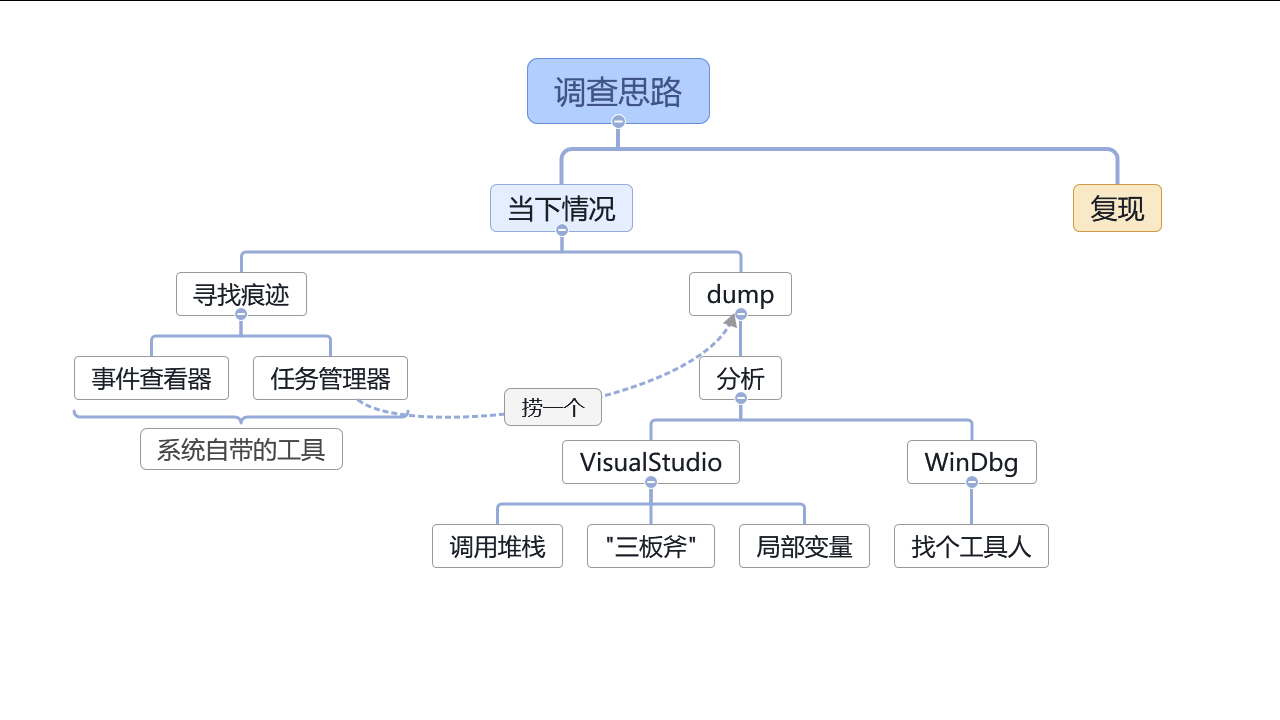 调查思路
当下情况
复现
寻找痕迹
dump
事件查看器
任务管理器
分析
捞一个
系统自带的工具
VisualStudio
WinDbg
调用堆栈
"三板斧"
局部变量
找个工具人